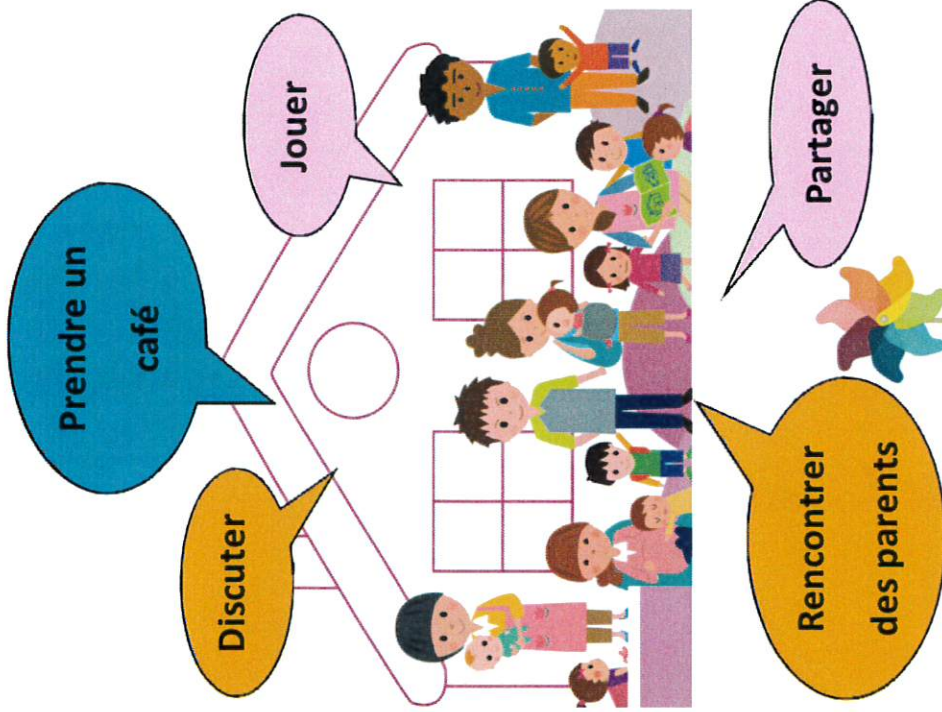 Prendre un
café
Discuter
Jouer
Rencontrer
des parents
Partager